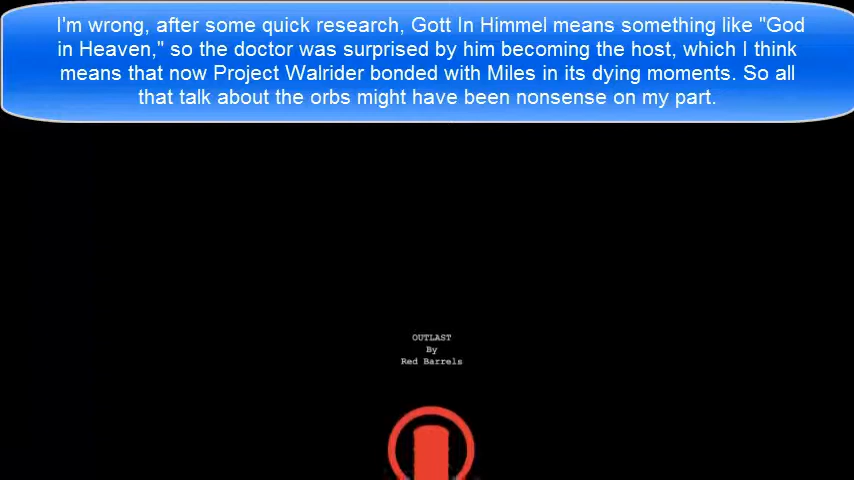 I'm wrong, after some quick research, Gott In Himmel means something like "God
in Heaven," so the doctor was surprised by him becoming the host, which I think
means that now Project Walrider bonded with Miles in its dying moments. So all
that talk about the orbs might have been nonsense on my part.
OUTLAST
By
Red Barrels